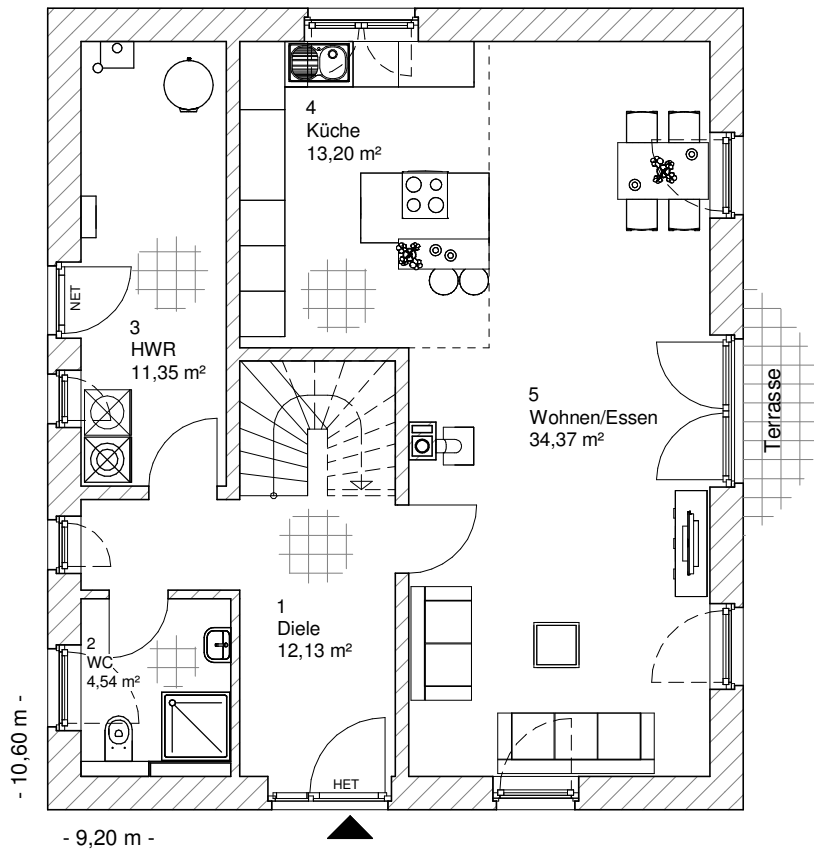 4
Küche
13,20 m²
NET
3
HWR
11,35 m²
5
Wohnen/Essen
34,37 m²
Terrasse
1
Diele
12,13 m²
2
WC
4,54 m²
HET
- 10,60 m -
- 9,20 m -